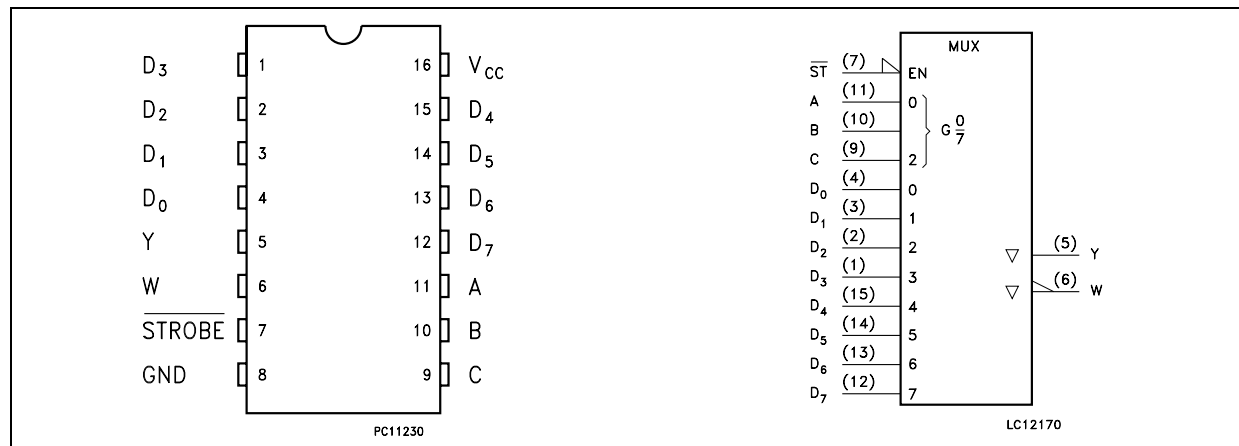 D3 1 16 VCC
D2 2 15 D4
D1 3 14 D5
D0 4 13 D6
Y 5 12 D7
W 6 11 A
STROBE 7 10 B
GND 8 9 C
PC11230
MUX
ST (7) EN
A (11) 0
B (10) G 0/7
C (9) 2
D0 (4) 0
D1 (3) 1
D2 (2) 2
(5) Y
D3 (1) 3
(6) W
D4 (15) 4
D5 (14) 5
D6 (13) 6
D7 (12) 7
LC12170